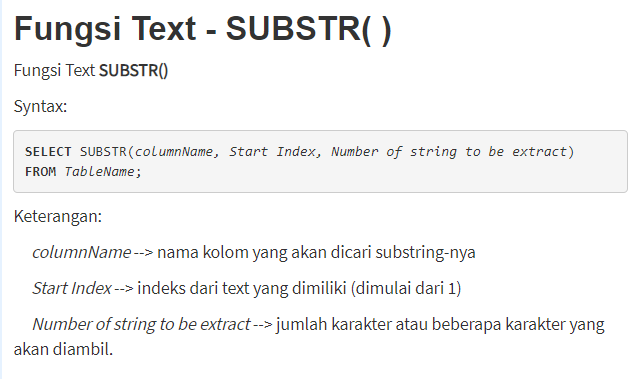 Fungsi Text - SUBSTR( )
Fungsi Text SUBSTR()
Syntax:
SELECT SUBSTR(columnName, Start Index, Number of string to be extract)
FROM TableName;
Keterangan:
columnName --> nama kolom yang akan dicari substring-nya
Start Index --> indeks dari text yang dimiliki (dimulai dari 1)
Number of string to be extract --> jumlah karakter atau beberapa karakter yang
akan diambil.